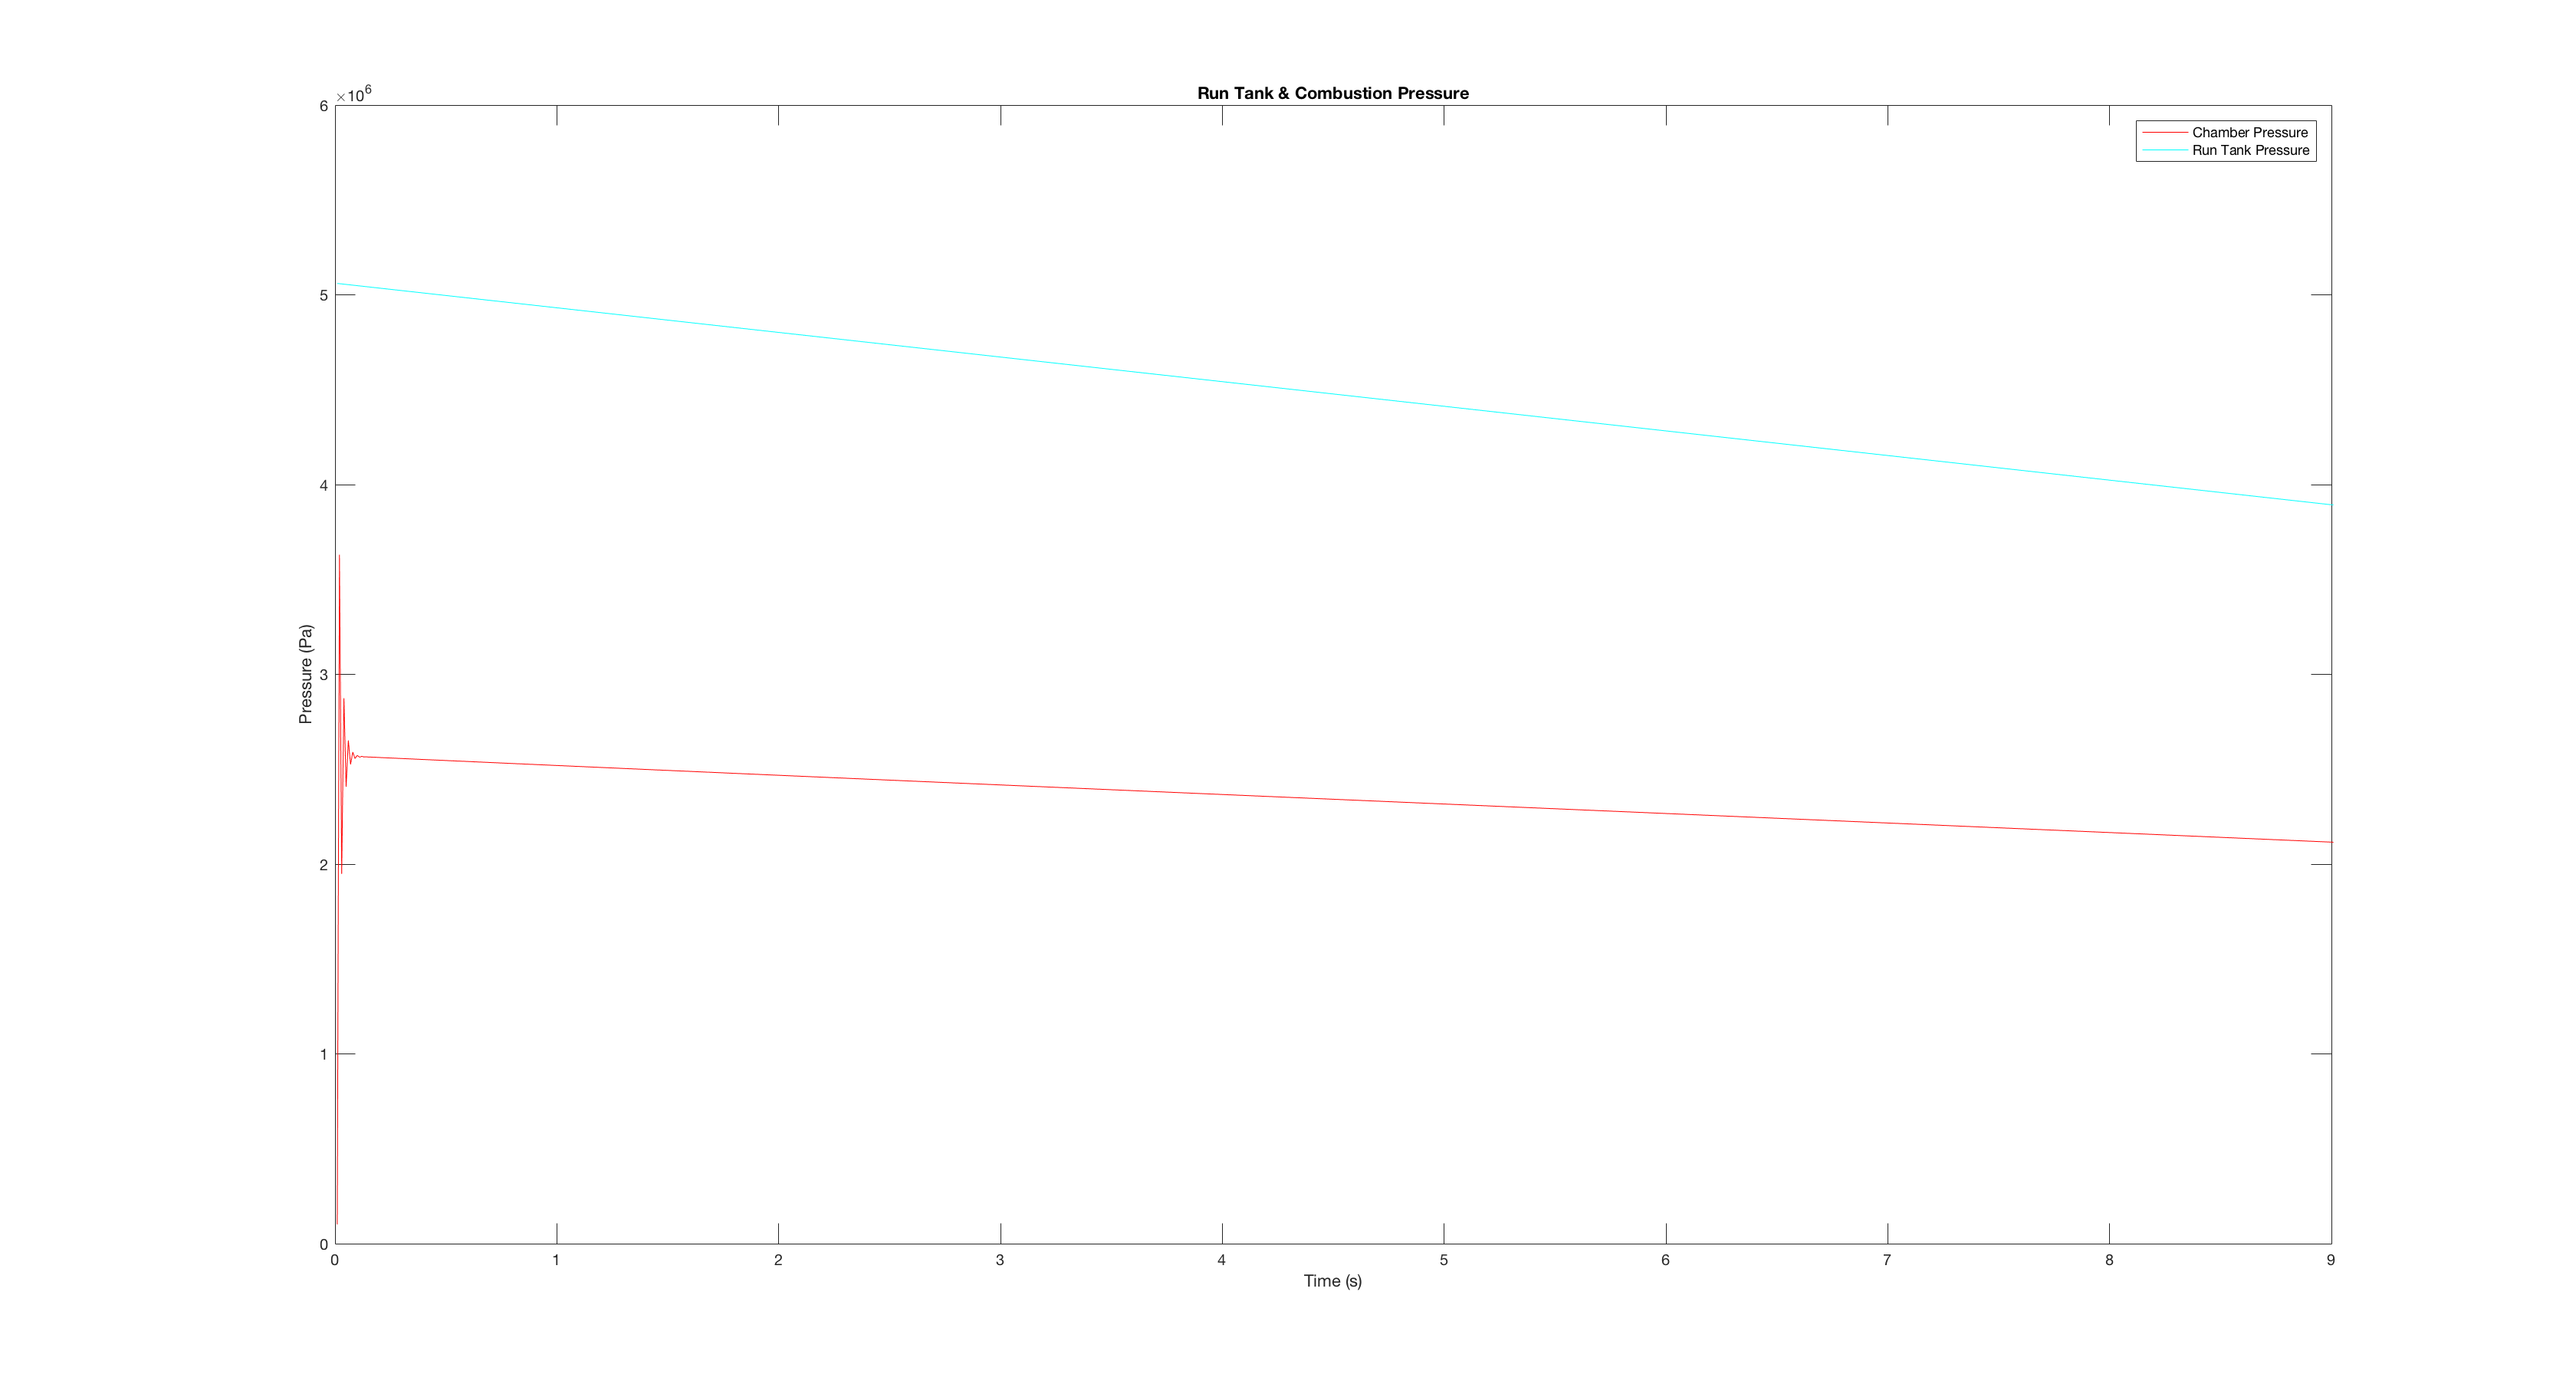 Run Tank & Combustion Pressure
×10^6
Chamber Pressure
Run Tank Pressure
6
5
4
3
2
1
0
Pressure (Pa)
0 1 2 3 4 5 6 7 8 9
Time (s)